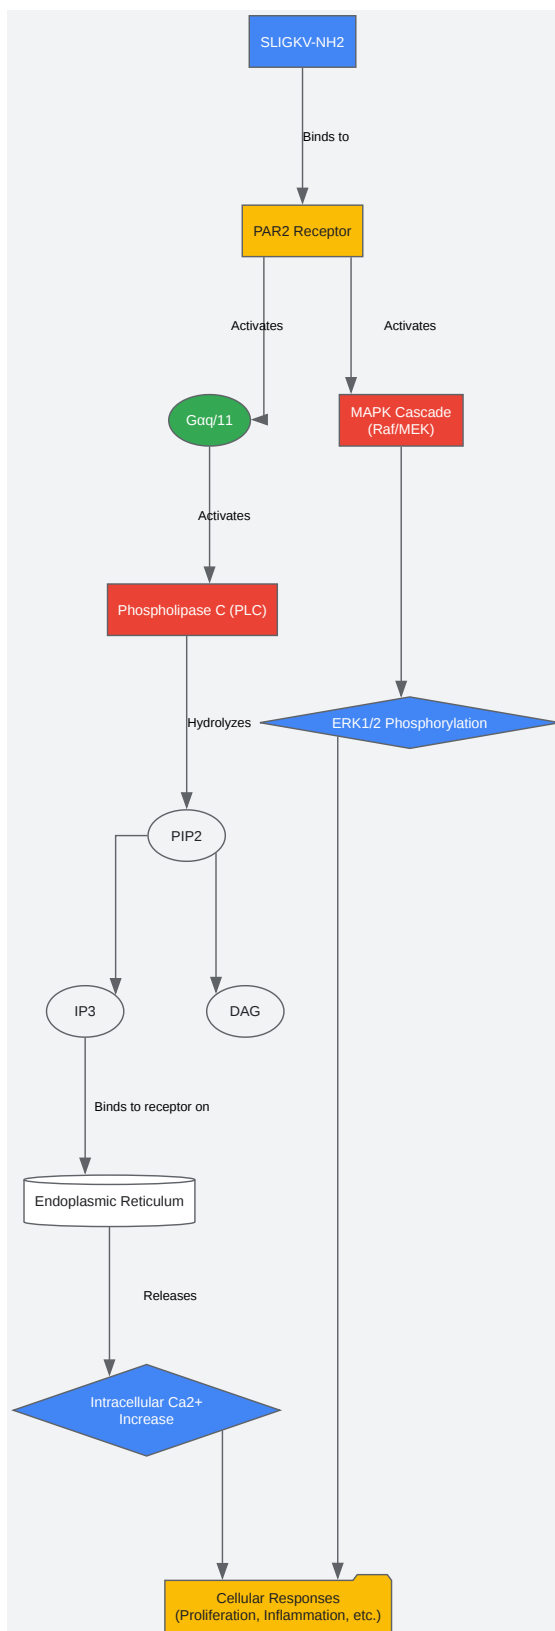 SLIGKV-NH2
Binds to
PAR2 Receptor
Activates
Activates
Gαq/11
MAPK Cascade
(Raf/MEK)
Activates
Phospholipase C (PLC)
Hydrolyzes
ERK1/2 Phosphorylation
PIP2
IP3
DAG
Binds to receptor on
Endoplasmic Reticulum
Releases
Intracellular Ca2+
Increase
Cellular Responses
(Proliferation, Inflammation, etc.)